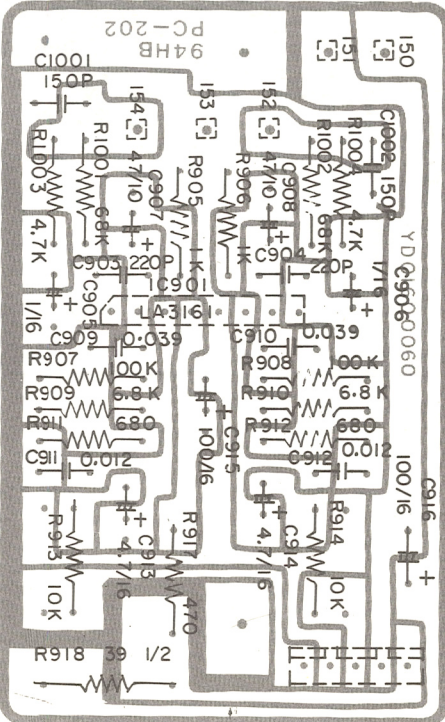 94HB
PC-202
151
150
C1001
150P
154
153
152
R1003
4.7K
R1001
68K
47/10
C907
R905
1K
R906
1K
47/10
C908
R1002
68K
R1004
4.7K
C1002
150P
C903
220P
C904
220P
1/16
C905
1/16
C906
IC901
LA3161
C909
0.039
C910
0.039
R907
100K
R908
100K
R909
6.8K
R910
6.8K
R911
680
R912
680
C911
0.012
C912
0.012
100/16
C915
100/16
C916
R913
10K
4.7/16
C913
R917
470
4.7/16
C914
R914
10K
R918 39 1/2